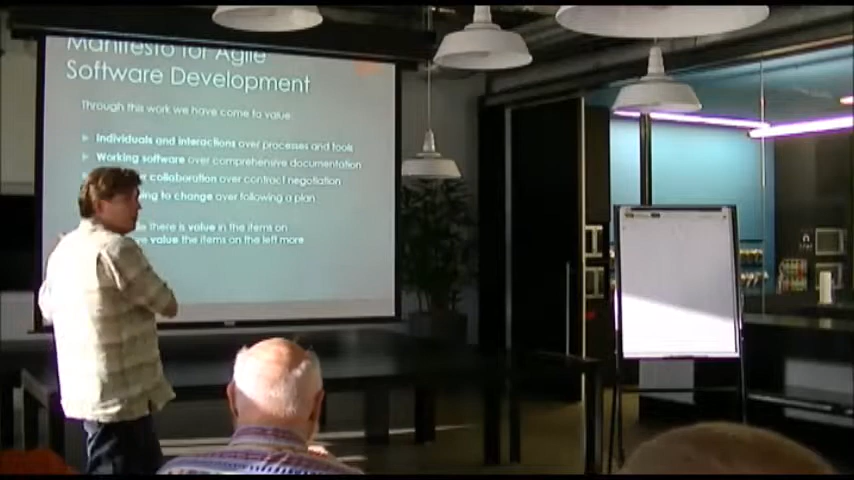 Manifesto for Agile
Software Development
Through this work we have come to value:
Individuals and interactions over processes and tools
Working software over comprehensive documentation
collaboration over contract negotiation
to change over following a plan
there is value in the items on
value the items on the left more